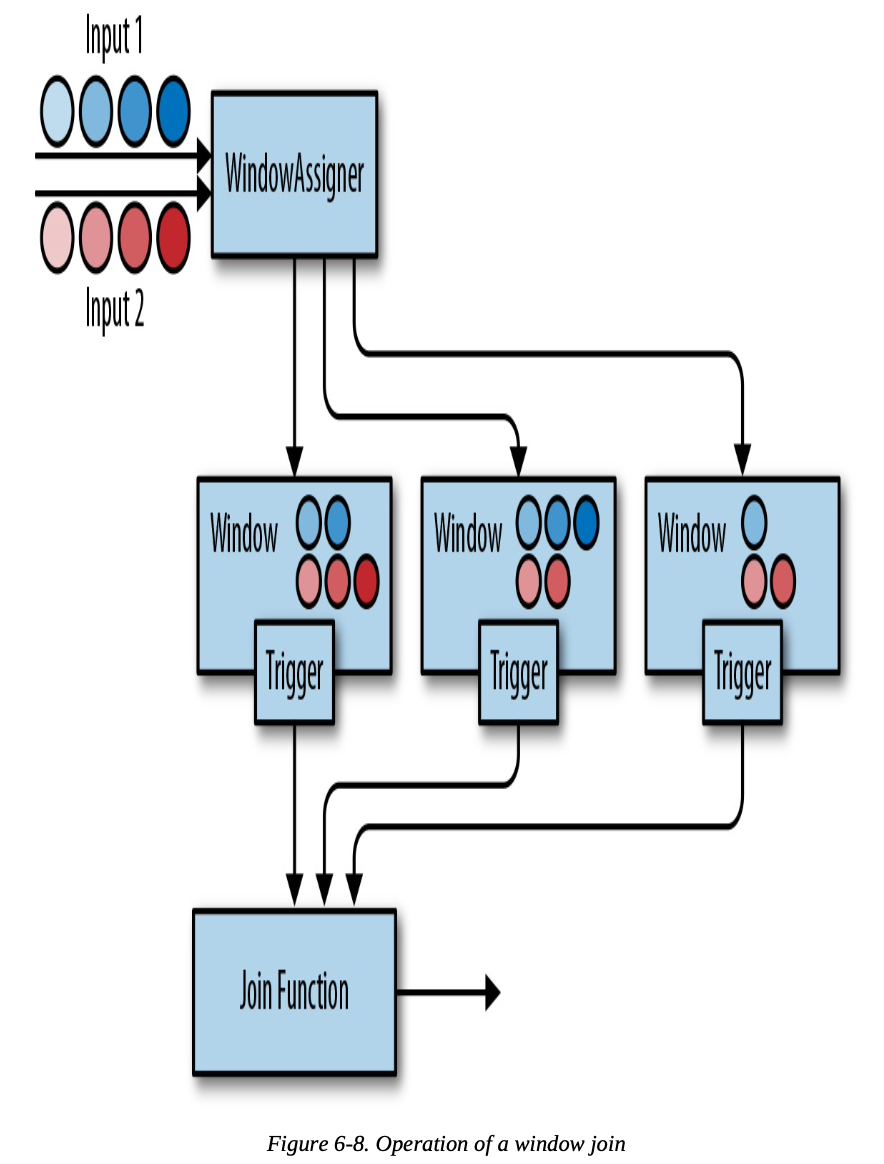 Input 1
WindowAssigner
Input 2
Window
Window
Window
Trigger
Trigger
Trigger
Join Function
Figure 6-8. Operation of a window join